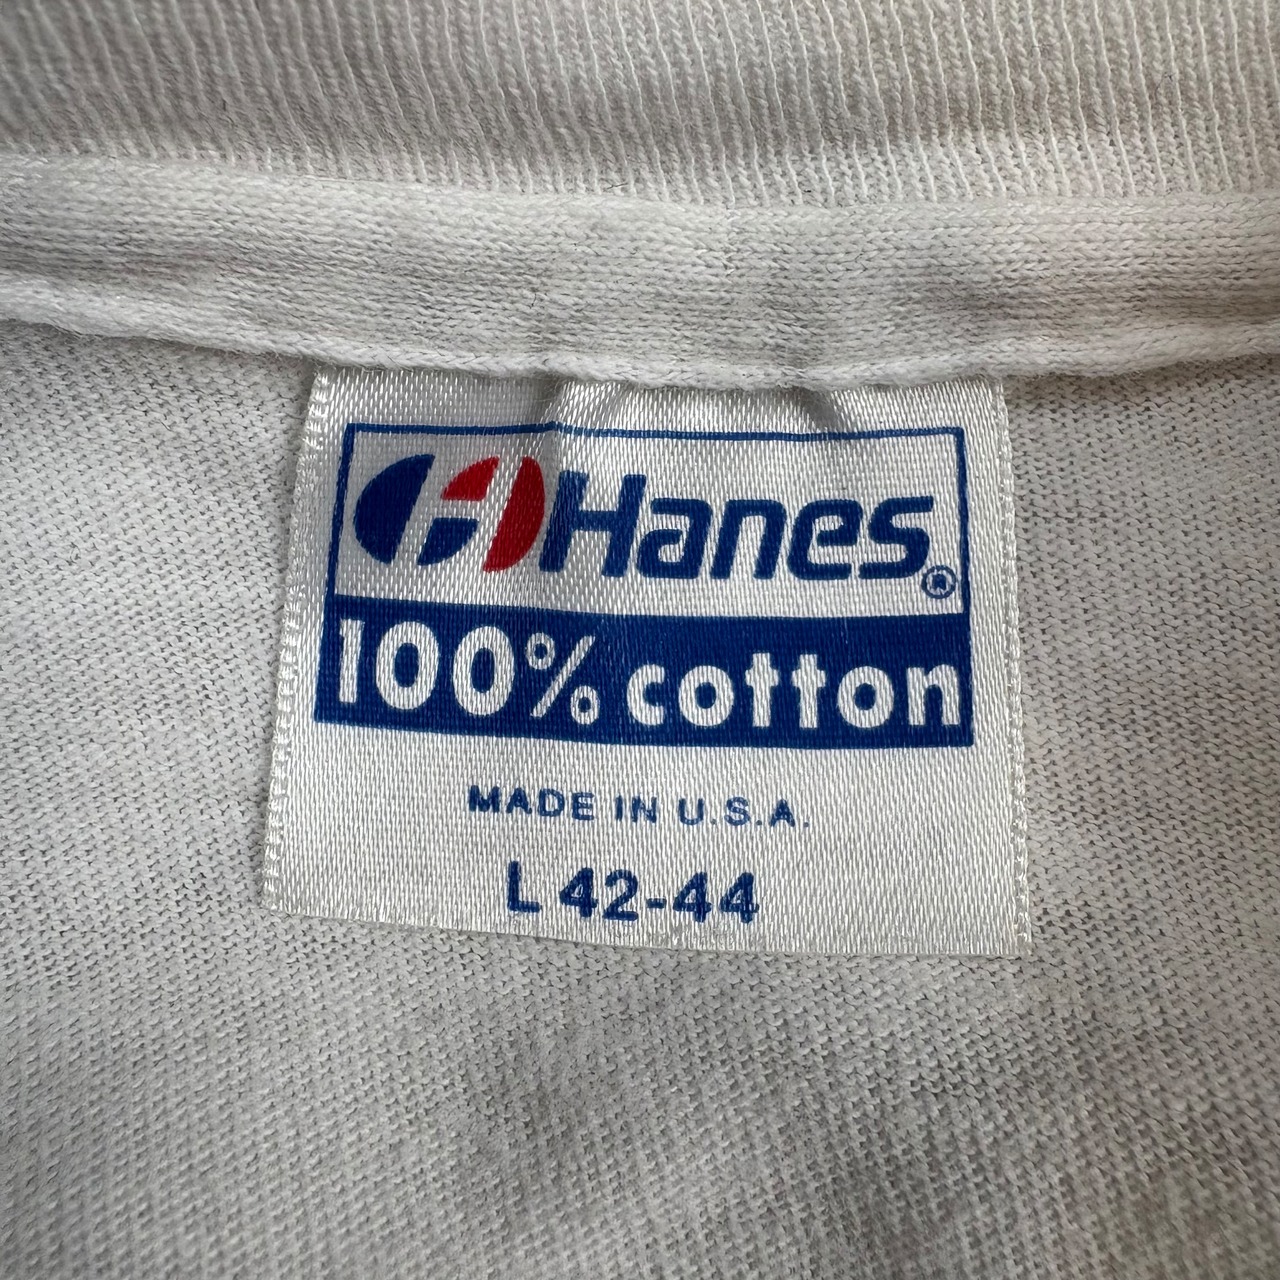 Hanes®
100% cotton
MADE IN U.S.A.
L 42-44